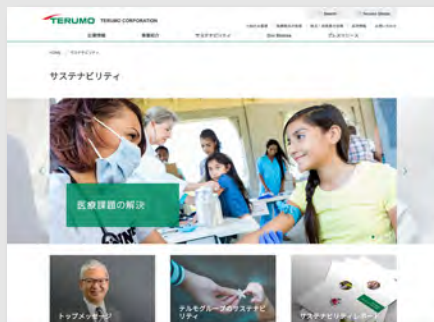 TERUMO TERUMO CORPORATION
企業情報 事業紹介 サステナビリティ Our Stories プレスリリース
HOME サステナビリティ
サステナビリティ
医療課題の解決
トップメッセージ
テルモグループのサステナビ
リティ
サステナビリティレポート